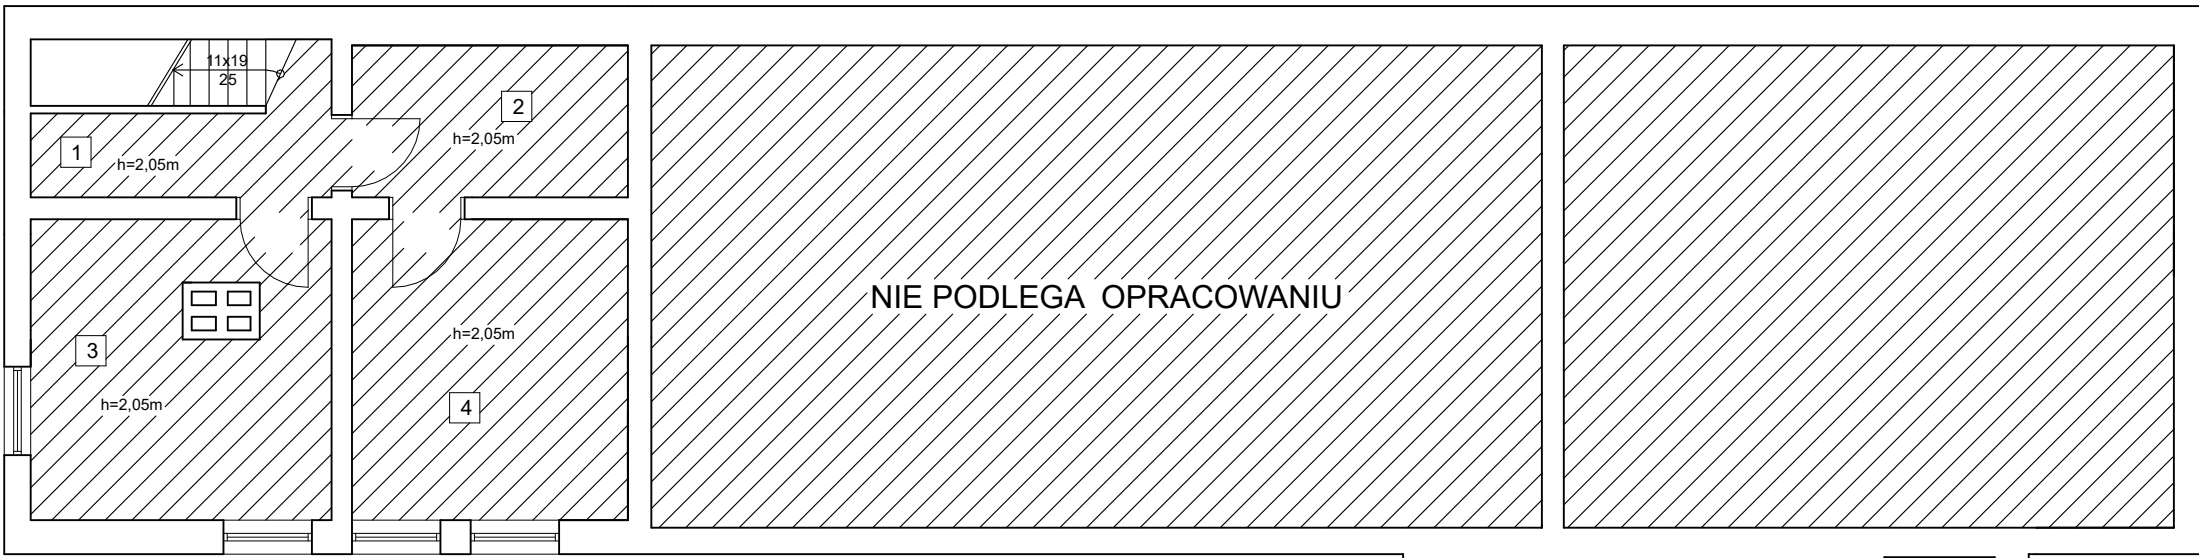 11x19
25
2
h=2,05m
1
h=2,05m
NIE PODLEGA OPRACOWANIU
h=2,05m
3
h=2,05m
4